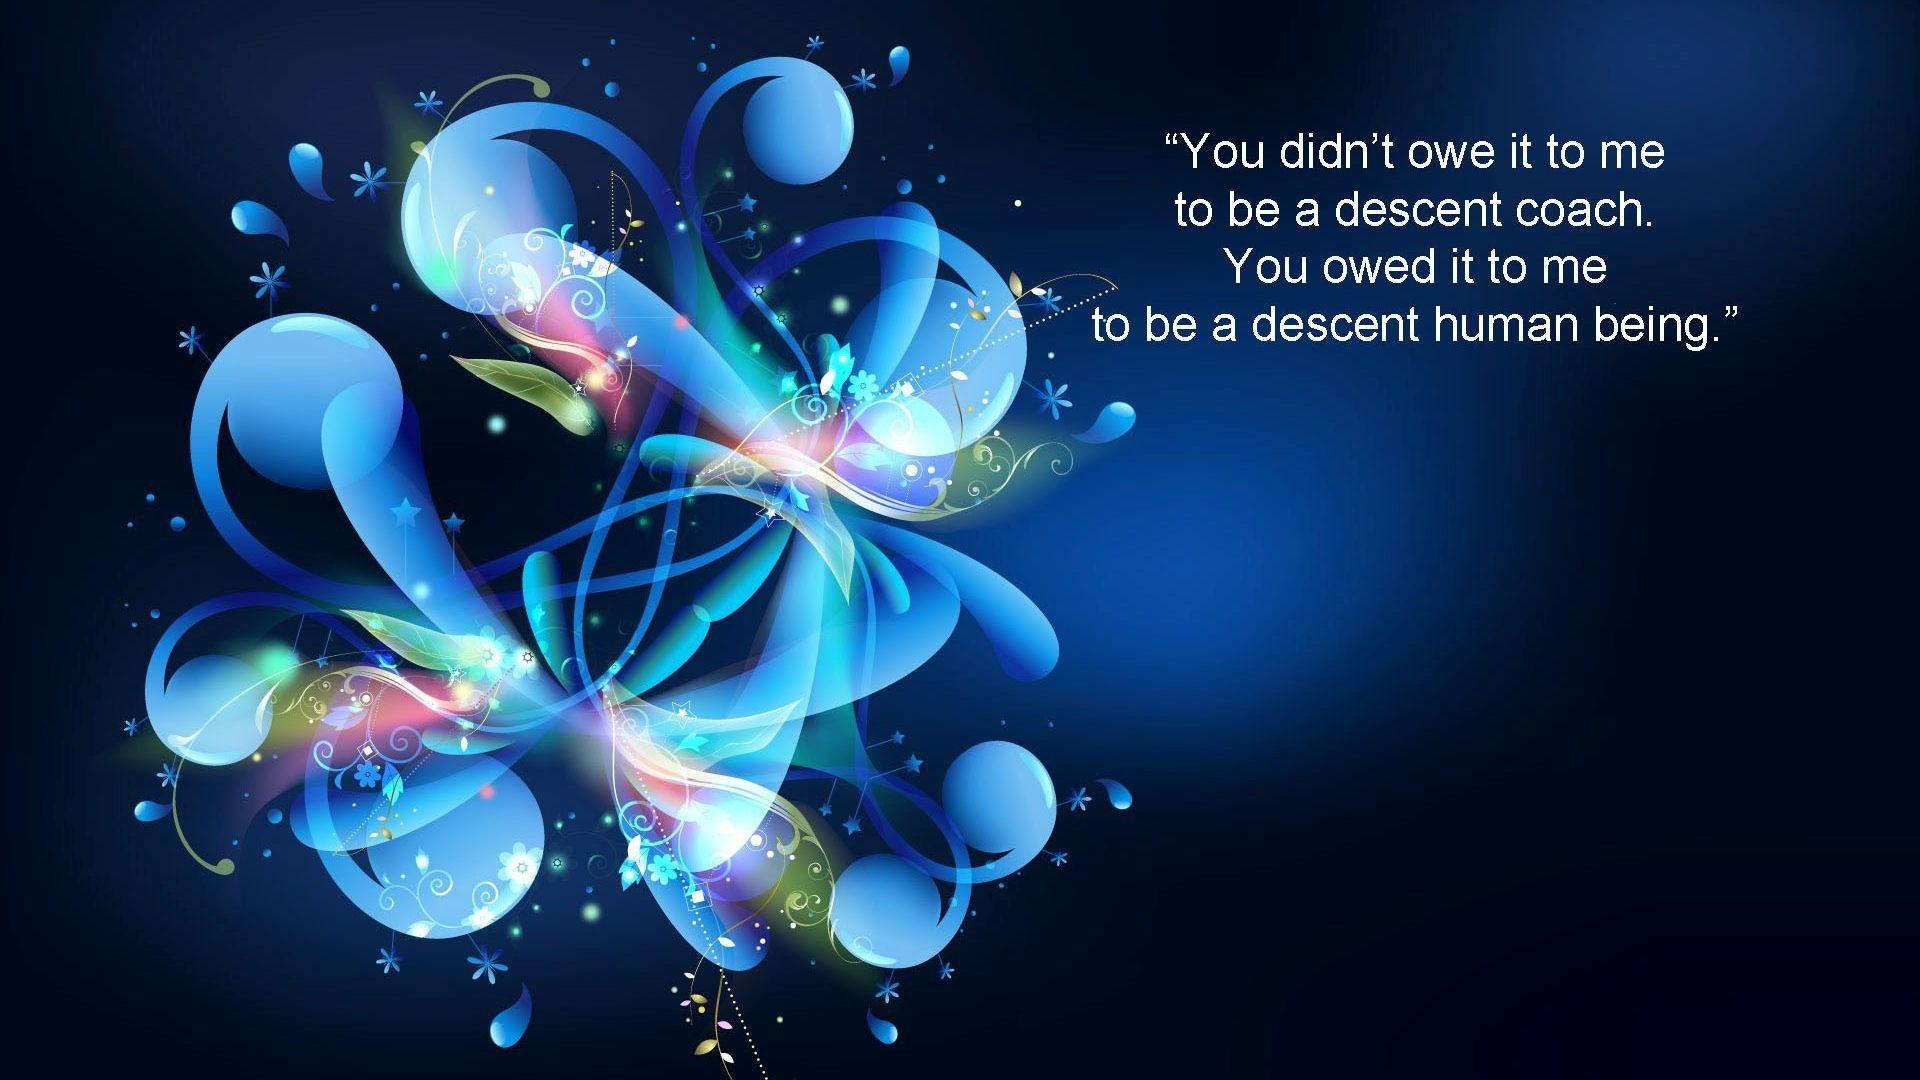 “You didn’t owe it to me
to be a descent coach.
You owed it to me
to be a descent human being.”